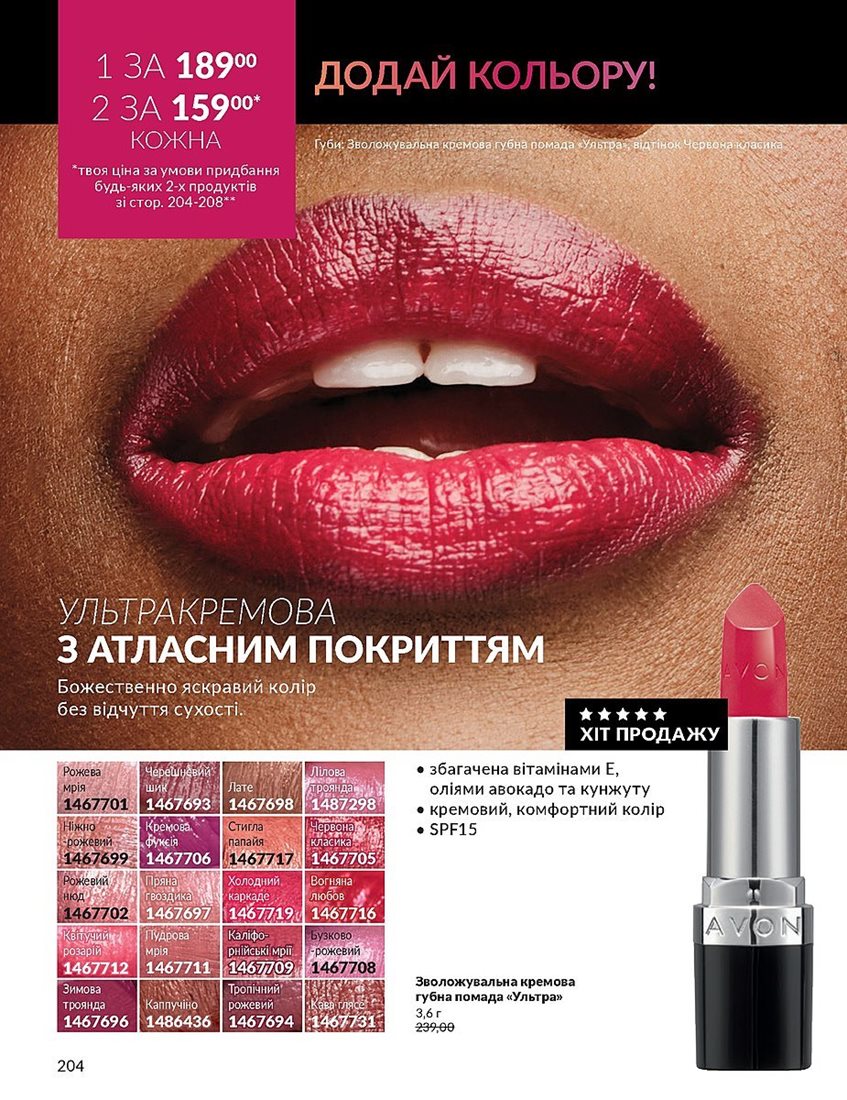 1 ЗА 189⁰⁰
2 ЗА 159⁰⁰*
КОЖНА
*твоя ціна за умови придбання
будь-яких 2-х продуктів
зі стор. 204-208**
ДОДАЙ КОЛЬОРУ!
Губи: Зволожувальна кремова губна помада «Ультра», відтінок Червона класика
УЛЬТРАКРЕМОВА
З АТЛАСНИМ ПОКРИТТЯМ
Божественно яскравий колір
без відчуття сухості.
AVON
★★★★★
ХІТ ПРОДАЖУ
• збагачена вітамінами Е,
оліями авокадо та кунжуту
• кремовий, комфортний колір
• SPF15
Рожева
мрія
1467701
Черешневий
шик
1467693
Лате
1467698
Лілова
троянда
1487298
Ніжно
-рожевий
1467699
Кремова
фуксія
1467706
Стигла
папайя
1467717
Червона
класика
1467705
Рожевий
нюд
1467702
Пряна
гвоздика
1467697
Холодний
каркаде
1467719
Вогняна
любов
1467716
Квітучий
розарій
1467712
Пудрова
мрія
1467711
Каліфо-
рнійські мрії
1467709
Бузково
-рожевий
1467708
Зимова
троянда
1467696
Каппучіно
1486436
Тропічний
рожевий
1467694
Кава глясе
1467731
AVON
Зволожувальна кремова
губна помада «Ультра»
3,6 г
239,00
204